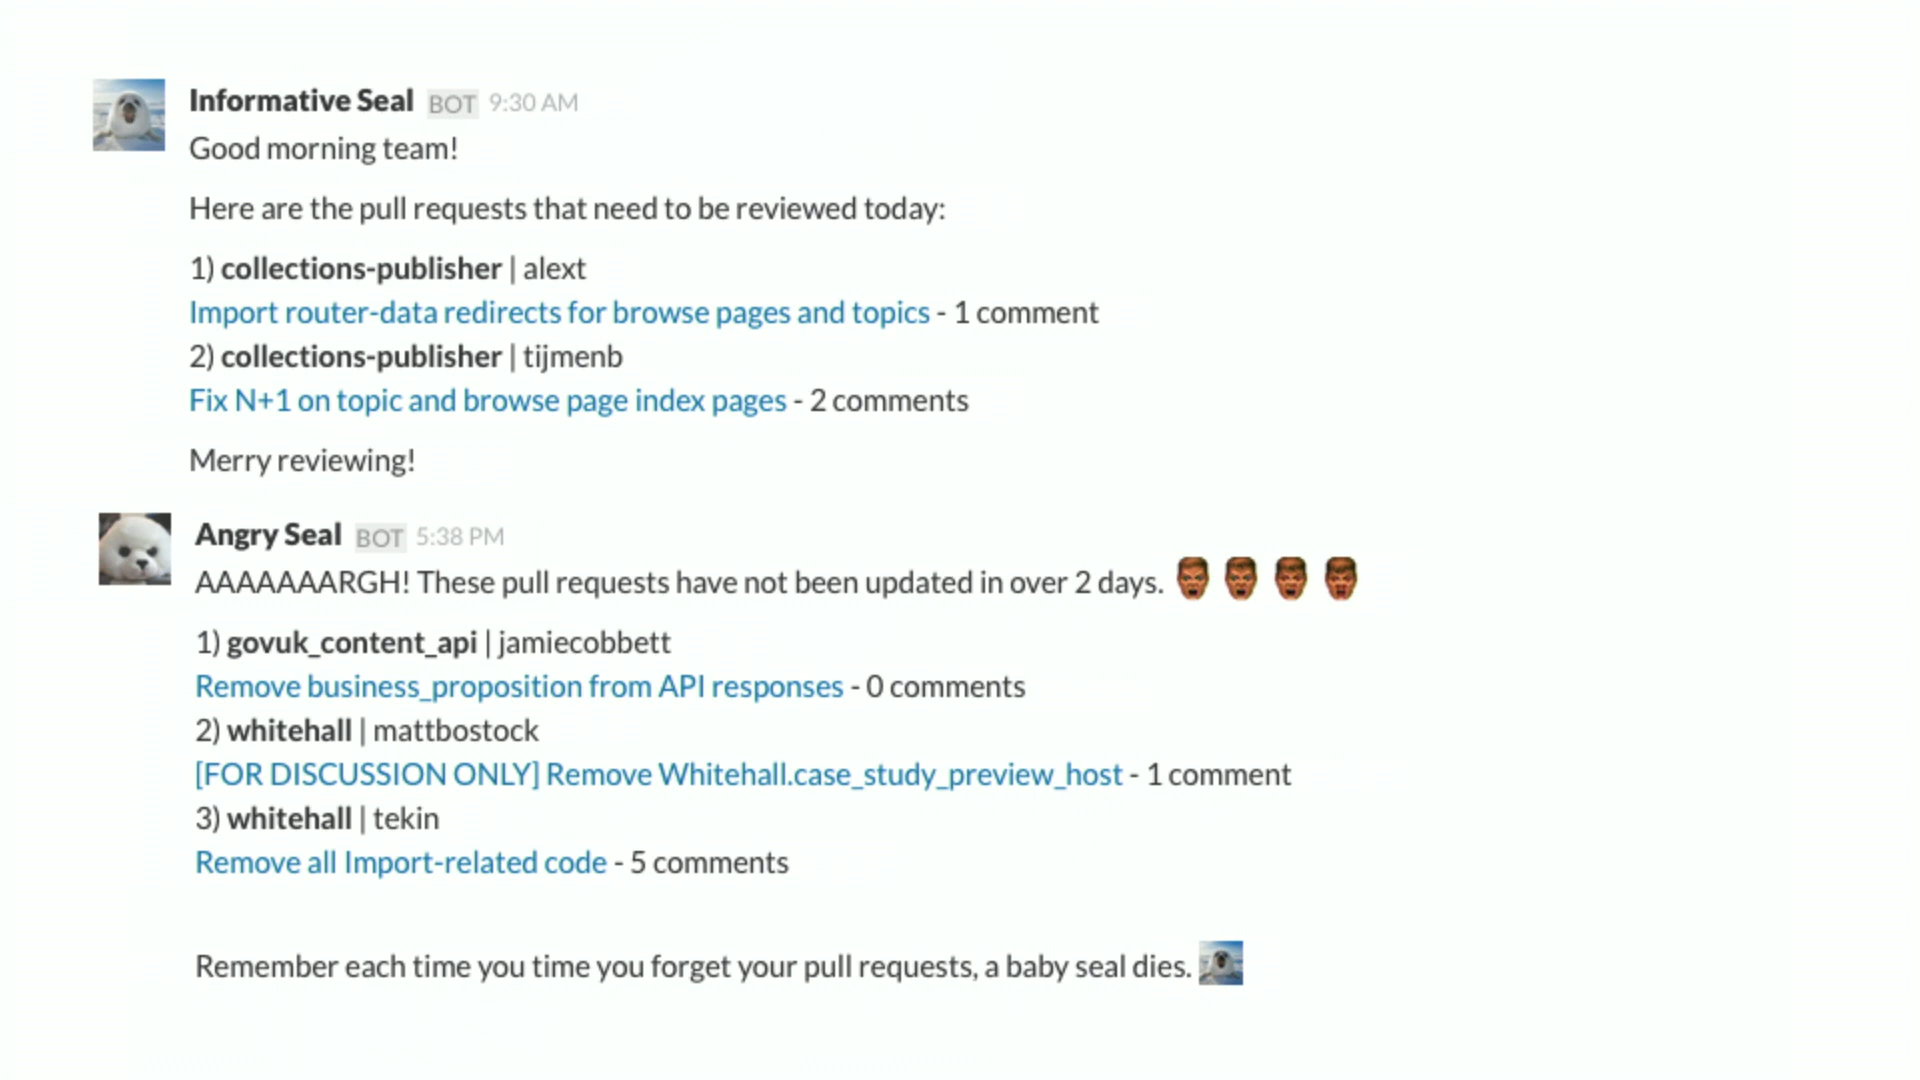 Informative Seal BOT 9:30 AM
Good morning team!
Here are the pull requests that need to be reviewed today:
1) collections-publisher | alext
Import router-data redirects for browse pages and topics - 1 comment
2) collections-publisher | tijmenb
Fix N+1 on topic and browse page index pages - 2 comments
Merry reviewing!
Angry Seal BOT 5:38 PM
AAAAAAARGH! These pull requests have not been updated in over 2 days.
1) govuk_content_api | jamiecobbett
Remove business_proposition from API responses - 0 comments
2) whitehall | mattbostock
[FOR DISCUSSION ONLY] Remove Whitehall.case_study_preview_host - 1 comment
3) whitehall | tekin
Remove all Import-related code - 5 comments
Remember each time you time you forget your pull requests, a baby seal dies.